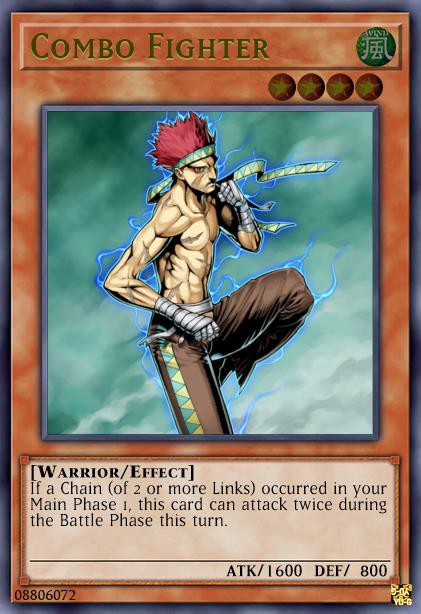 Combo Fighter
WIND
風
[Warrior/Effect]
If a Chain (of 2 or more Links) occurred in your
Main Phase 1, this card can attack twice during
the Battle Phase this turn.
ATK/1600 DEF/ 800
08806072